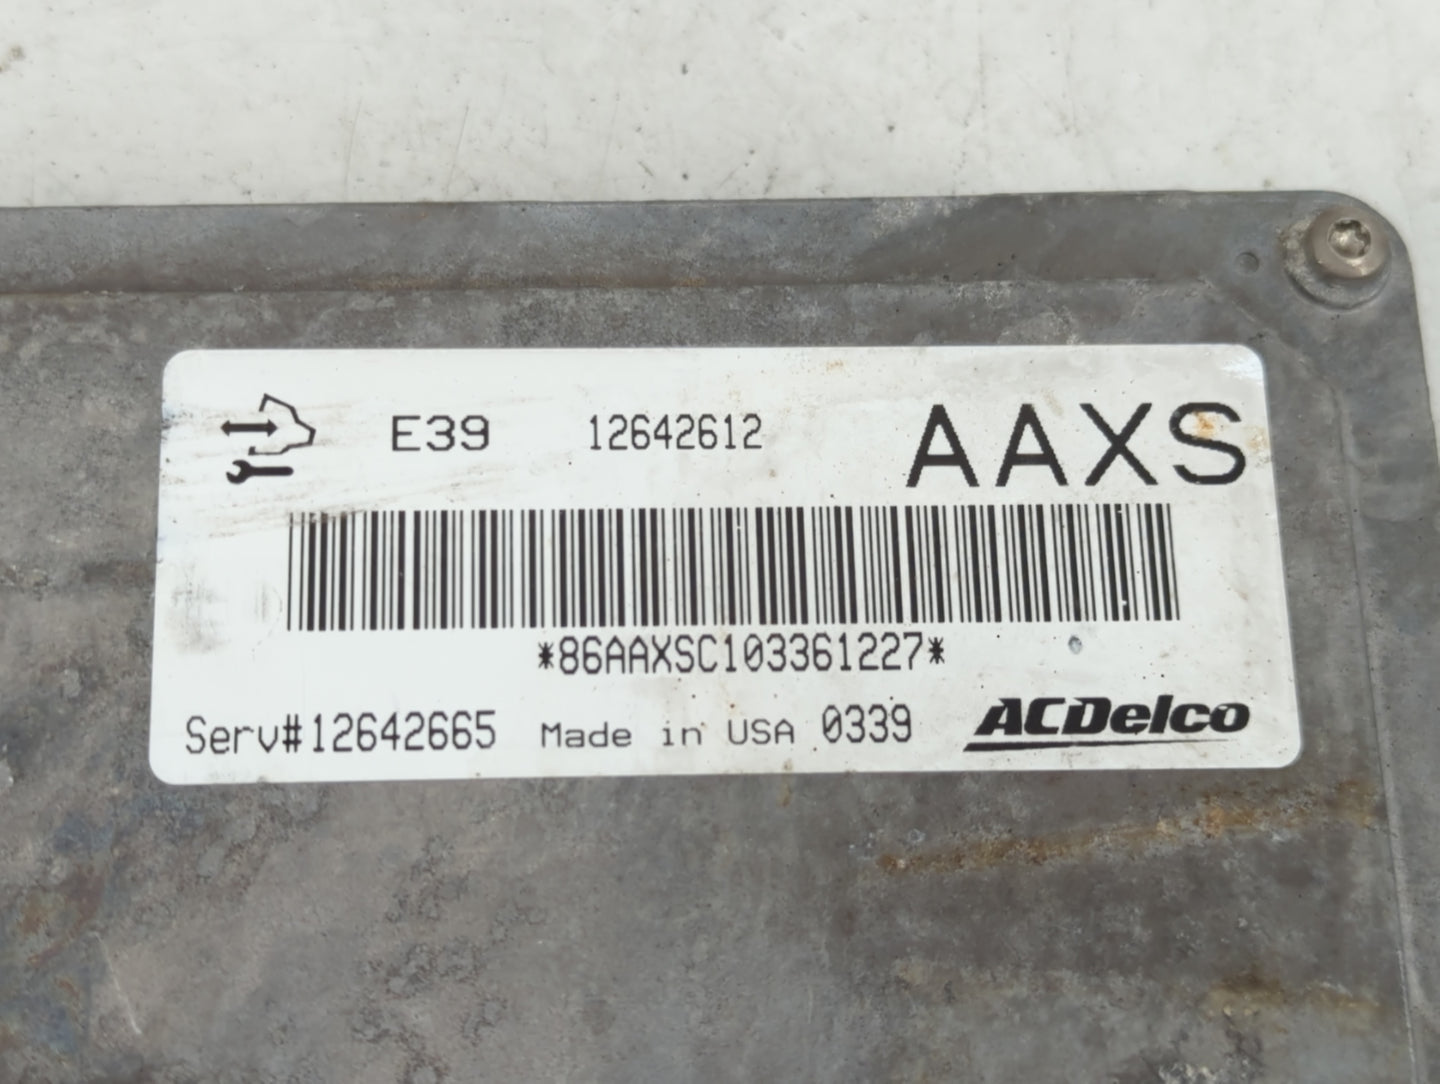 E39 12642612 AAXS
*86AAXSC103361227*
Serv#12642665 Made in USA 0339 ACDelco